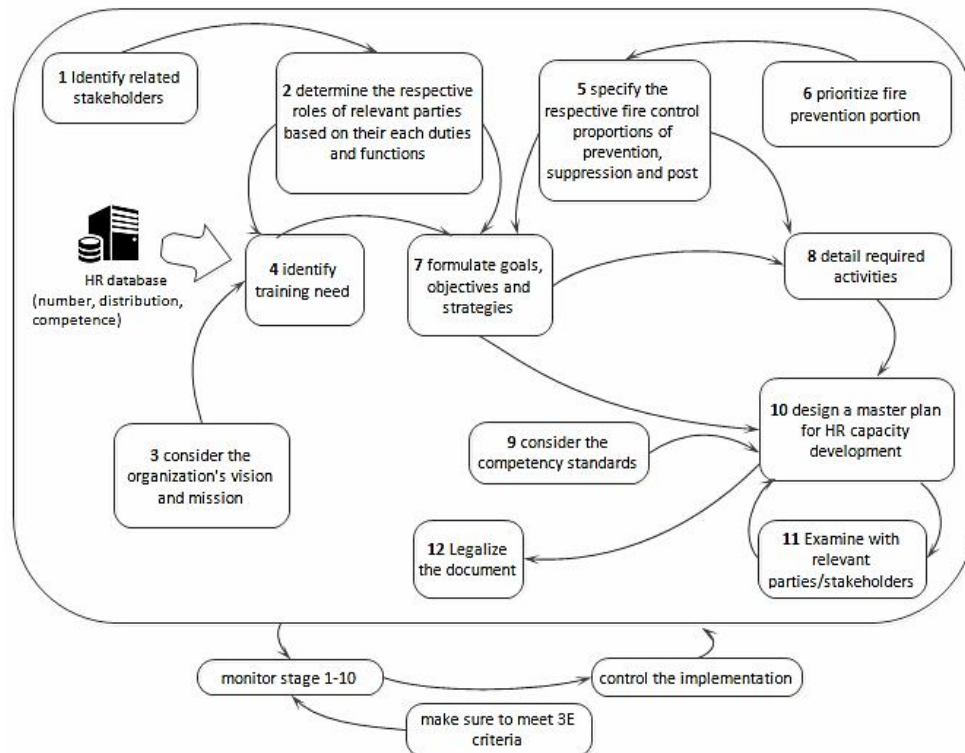 1 Identify related
stakeholders
2 determine the respective
roles of relevant parties
based on their each duties
and functions
5 specify the
respective fire control
proportions of
prevention,
suppression and post
6 prioritize fire
prevention portion
HR database
(number, distribution,
competence)
4 identify
training need
7 formulate goals,
objectives and
strategies
8 detail required
activities
3 consider the
organization's vision
and mission
9 consider the
competency standards
10 design a master plan
for HR capacity
development
12 Legalize
the document
11 Examine with
relevant
parties/stakeholders
monitor stage 1-10
control the implementation
make sure to meet 3E
criteria